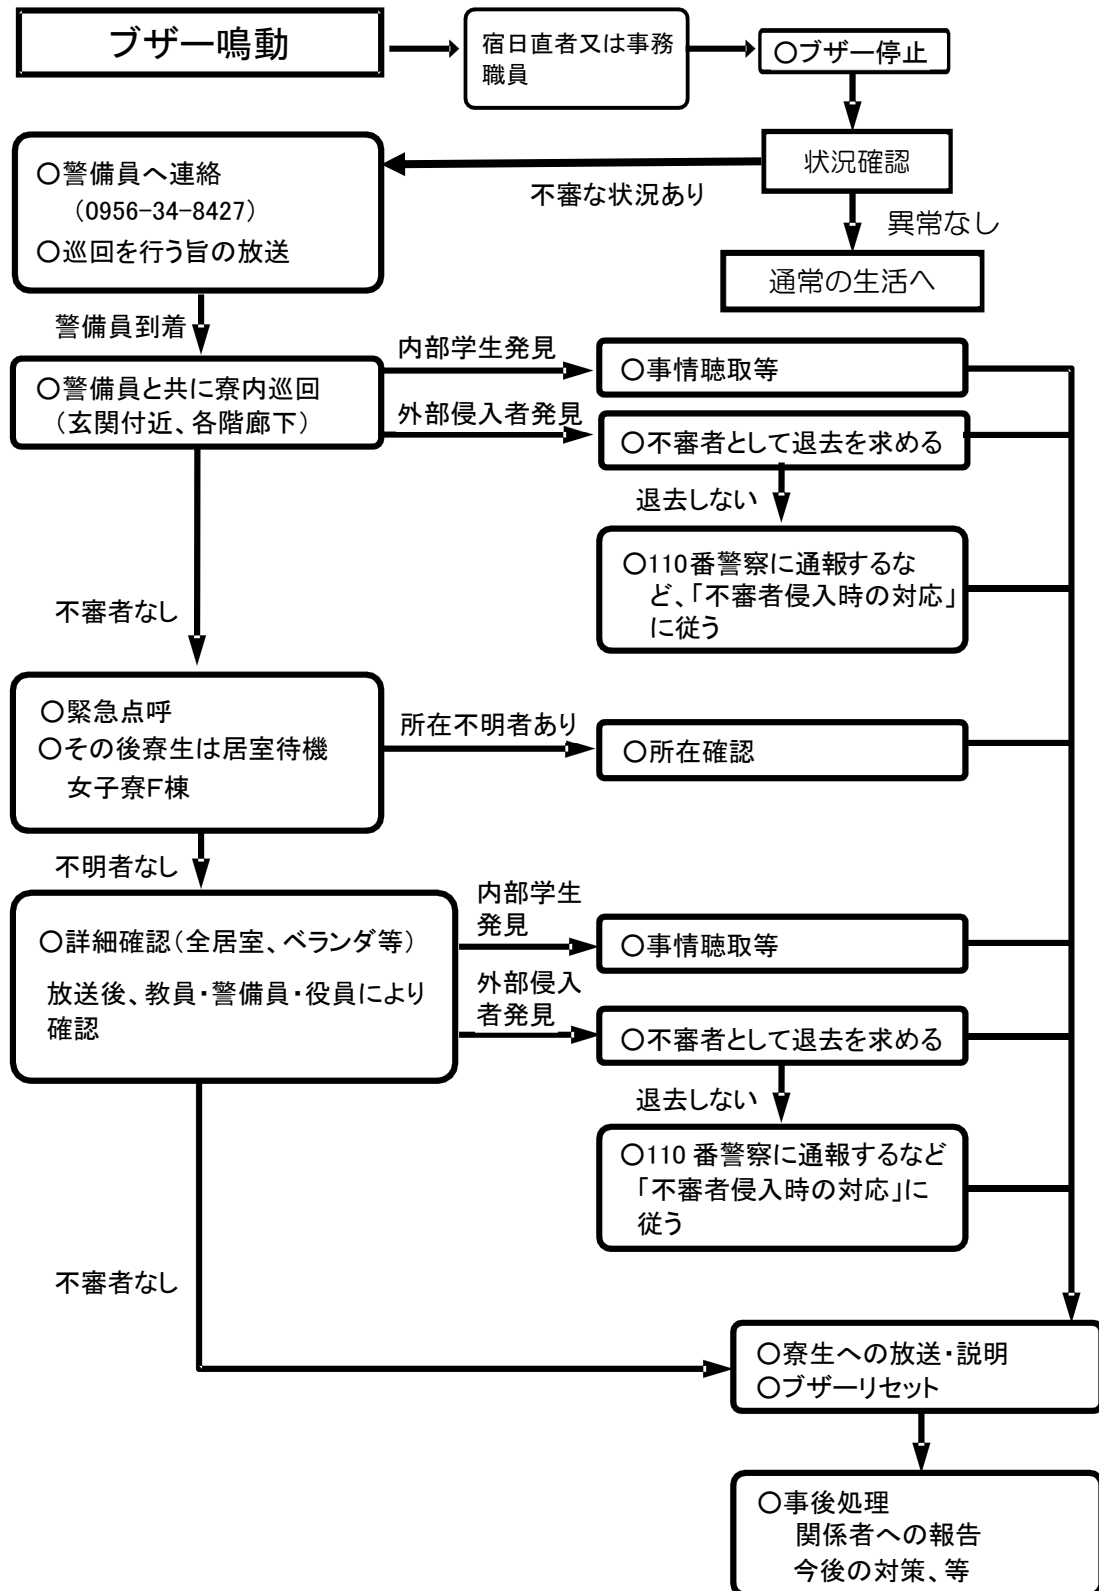 ブザー鳴動
宿日直者又は事務
職員
○ブザー停止
状況確認
不審な状況あり
異常なし
通常の生活へ
○警備員へ連絡
（0956-34-8427）
○巡回を行う旨の放送
警備員到着
○警備員と共に寮内巡回
（玄関付近、各階廊下）
内部学生発見
○事情聴取等
外部侵入者発見
○不審者として退去を求める
退去しない
○110番警察に通報するな
ど、「不審者侵入時の対応」
に従う
不審者なし
○緊急点呼
○その後寮生は居室待機
女子寮F棟
所在不明者あり
○所在確認
不明者なし
○詳細確認（全居室、ベランダ等）
放送後、教員・警備員・役員により
確認
内部学生
発見
○事情聴取等
外部侵入
者発見
○不審者として退去を求める
退去しない
○110 番警察に通報するなど
「不審者侵入時の対応」に
従う
不審者なし
○寮生への放送・説明
○ブザーリセット
○事後処理
関係者への報告
今後の対策、等